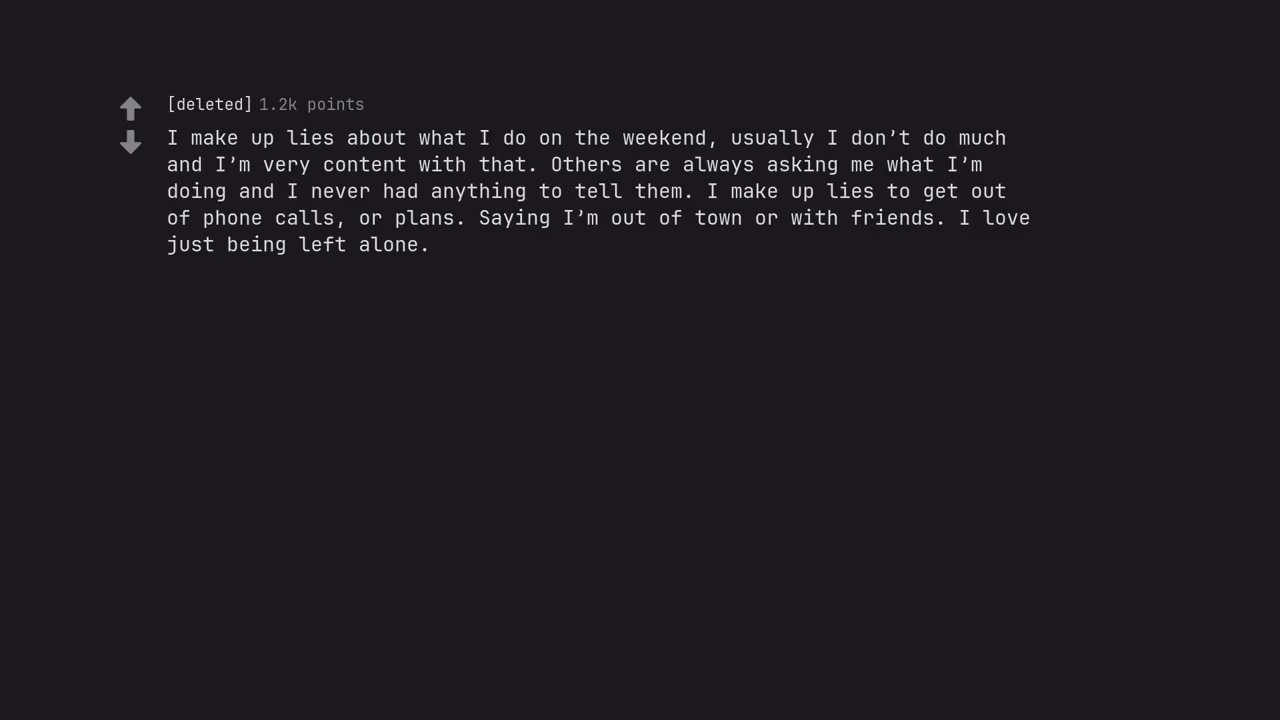 [deleted] 1.2k points
I make up lies about what I do on the weekend, usually I don’t do much
and I’m very content with that. Others are always asking me what I’m
doing and I never had anything to tell them. I make up lies to get out
of phone calls, or plans. Saying I’m out of town or with friends. I love
just being left alone.